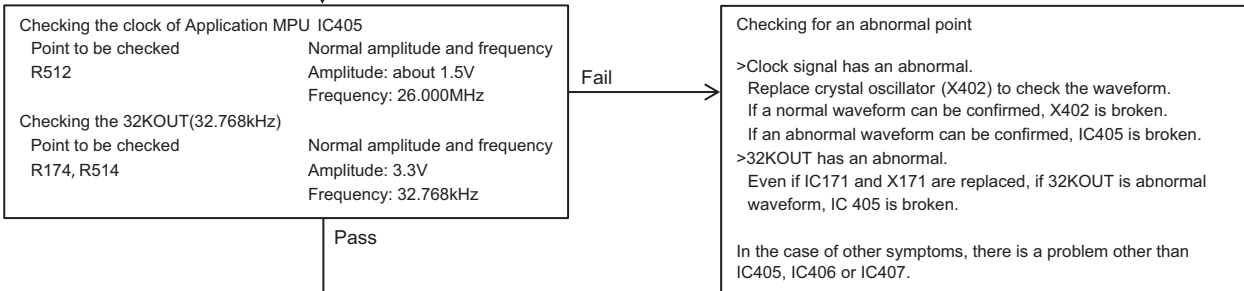 Checking the clock of Application MPU IC405
Point to be checked Normal amplitude and frequency
R512 Amplitude: about 1.5V
Frequency: 26.000MHz
Checking the 32KOUT(32.768kHz)
Point to be checked Normal amplitude and frequency
R174, R514 Amplitude: 3.3V
Frequency: 32.768kHz
Fail
Pass
Checking for an abnormal point
>Clock signal has an abnormal.
Replace crystal oscillator (X402) to check the waveform.
If a normal waveform can be confirmed, X402 is broken.
If an abnormal waveform can be confirmed, IC405 is broken.
>32KOUT has an abnormal.
Even if IC171 and X171 are replaced, if 32KOUT is abnormal
waveform, IC 405 is broken.
In the case of other symptoms, there is a problem other than
IC405, IC406 or IC407.